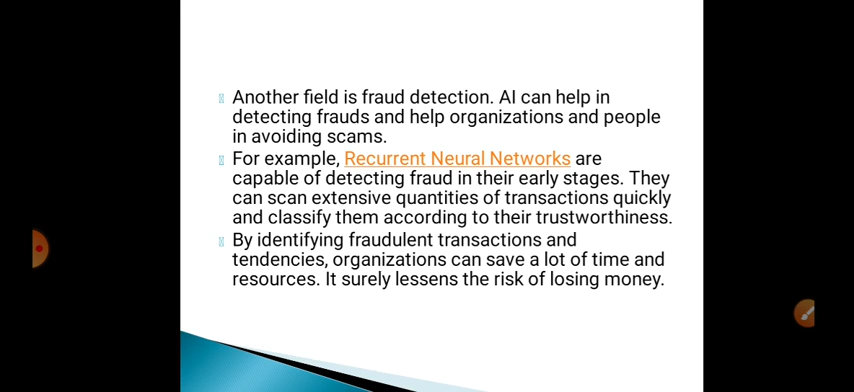 Another field is fraud detection. AI can help in
detecting frauds and help organizations and people
in avoiding scams.
For example, Recurrent Neural Networks are
capable of detecting fraud in their early stages. They
can scan extensive quantities of transactions quickly
and classify them according to their trustworthiness.
By identifying fraudulent transactions and
tendencies, organizations can save a lot of time and
resources. It surely lessens the risk of losing money.